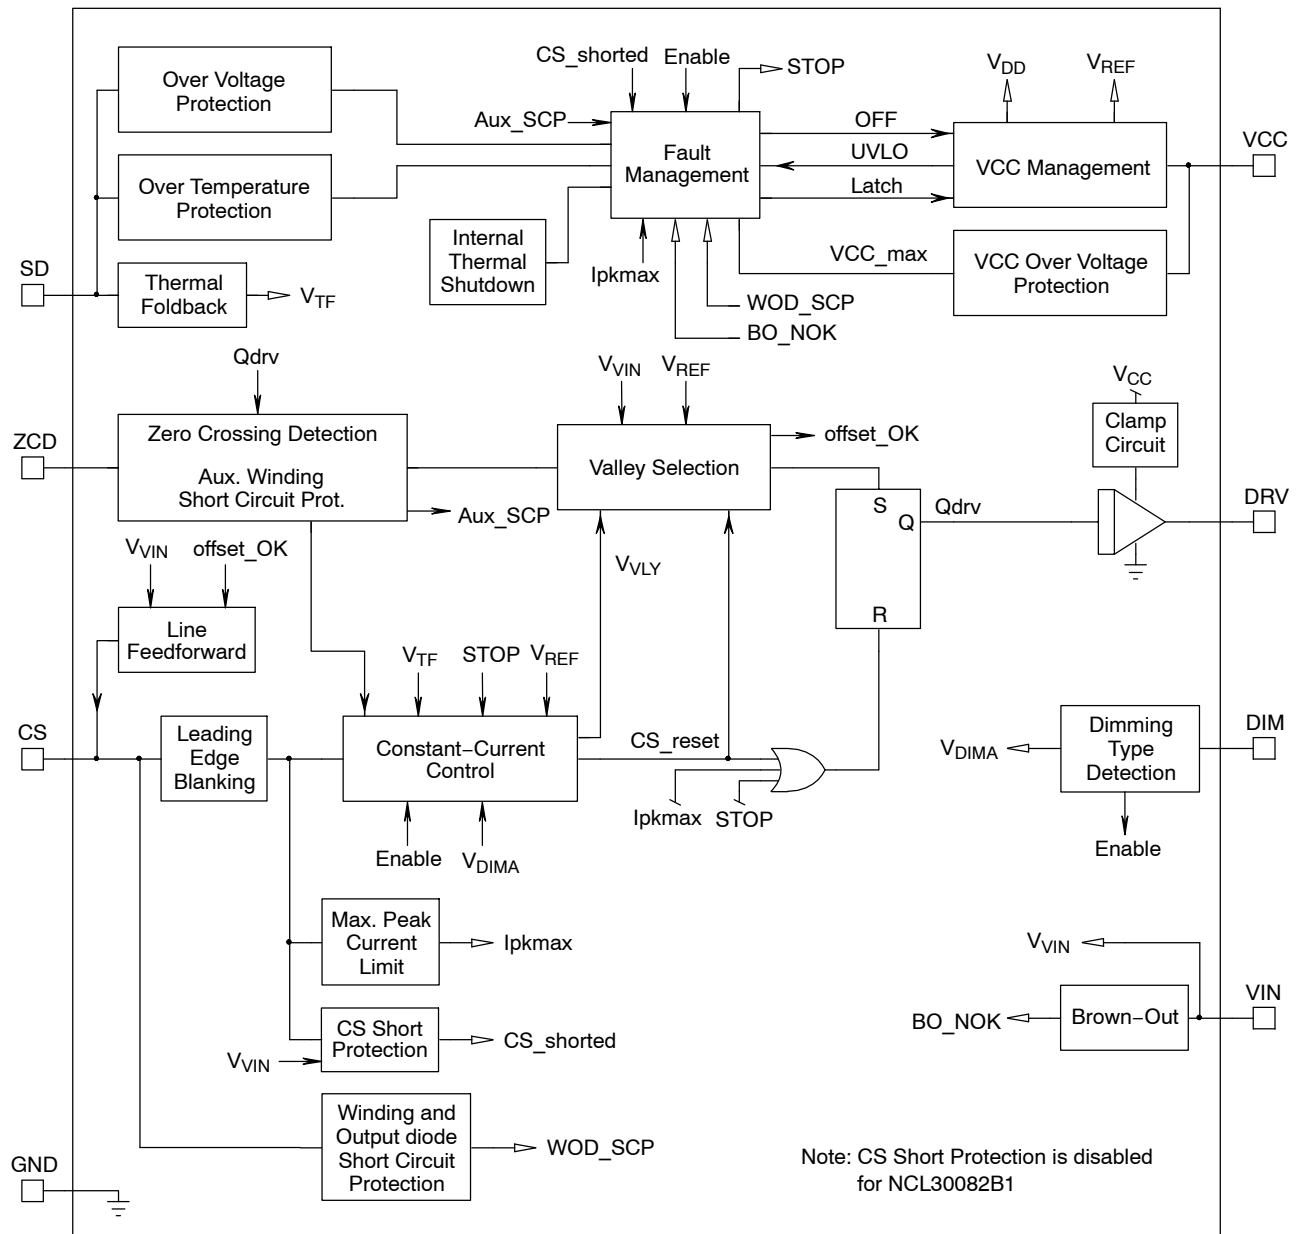 CS_shorted
Enable
STOP
VDD
VREF
Over Voltage
Protection
Aux_SCP
OFF
Fault
Management
UVLO
VCC Management
VCC
Over Temperature
Protection
Latch
Internal
Thermal
Shutdown
VCC_max
VCC Over Voltage
Protection
SD
Thermal
Foldback
VTF
Ipkmax
WOD_SCP
BO_NOK
Qdrv
VVIN
VREF
VCC
Clamp
Circuit
ZCD
Zero Crossing Detection
Aux. Winding
Short Circuit Prot.
Valley Selection
offset_OK
Aux_SCP
S
Q
Qdrv
DRV
VVIN
offset_OK
VVLY
R
Line
Feedforward
VTF
STOP
VREF
CS
Leading
Edge
Blanking
Constant−Current
Control
CS_reset
Dimming
Type
Detection
VDIMA
DIM
Ipkmax
STOP
Enable
VDIMA
Enable
Max. Peak
Current
Limit
Ipkmax
VVIN
VIN
CS Short
Protection
CS_shorted
VVIN
BO_NOK
Brown−Out
Winding and
Output diode
Short Circuit
Protection
WOD_SCP
GND
Note: CS Short Protection is disabled
for NCL30082B1